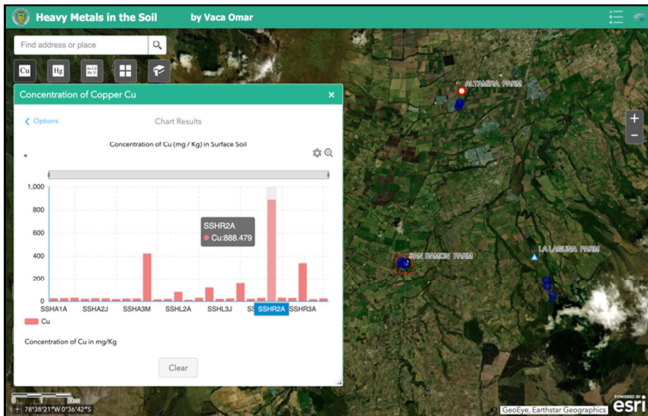 Heavy Metals in the Soil by Vaca Omar
Find address or place
Cu Hg
Concentration of Copper Cu ×
Options Chart Results
Concentration of Cu (mg / Kg) in Surface Soil
1,000
800
600
400
200
0
SSHR2A
Cu:888.479
SSHA1A SSHA2J SSHA3M SSHL2A SSHL3J SSHR2A SSHR3A
Cu
Concentration of Cu in mg/Kg
Clear
ALTAMIRA FARM
SAN RAMON FARM
LA LAGUNA FARM
+
−
78°38'21"W 0°36'42"S
GeoEye, Earthstar Geographics
POWERED BY
esri